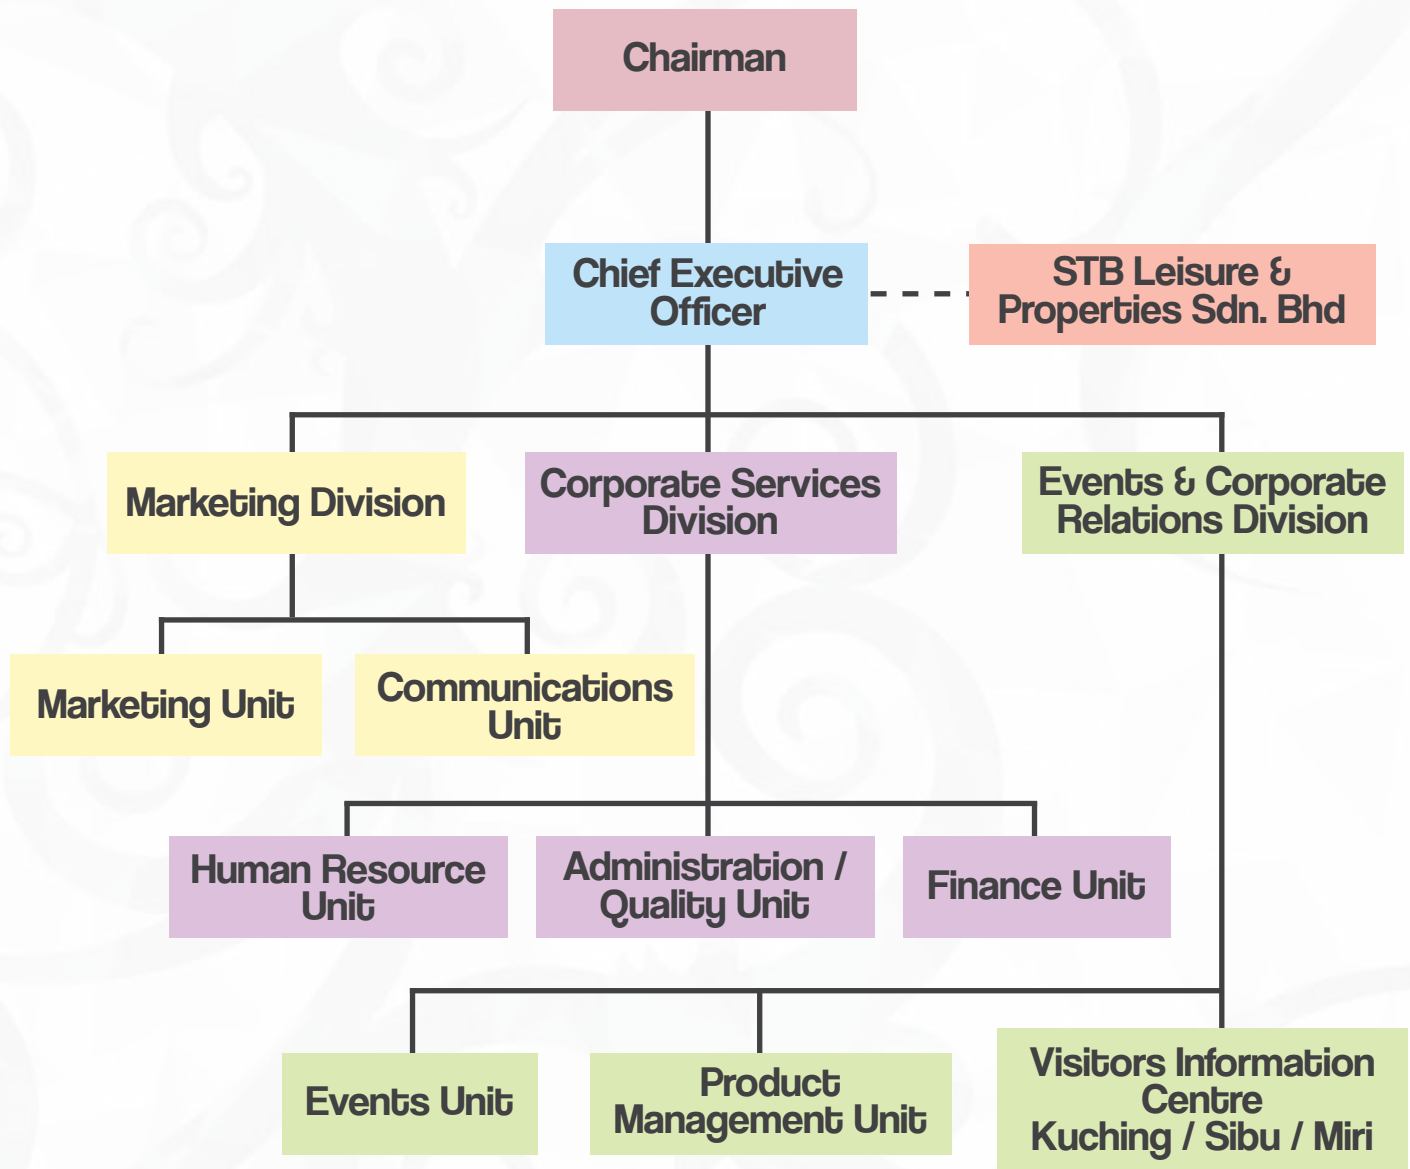 Chairman
Chief Executive
Officer
STB Leisure &
Properties Sdn. Bhd
Marketing Division
Corporate Services
Division
Events & Corporate
Relations Division
Marketing Unit
Communications
Unit
Human Resource
Unit
Administration /
Quality Unit
Finance Unit
Events Unit
Product
Management Unit
Visitors Information
Centre
Kuching / Sibu / Miri